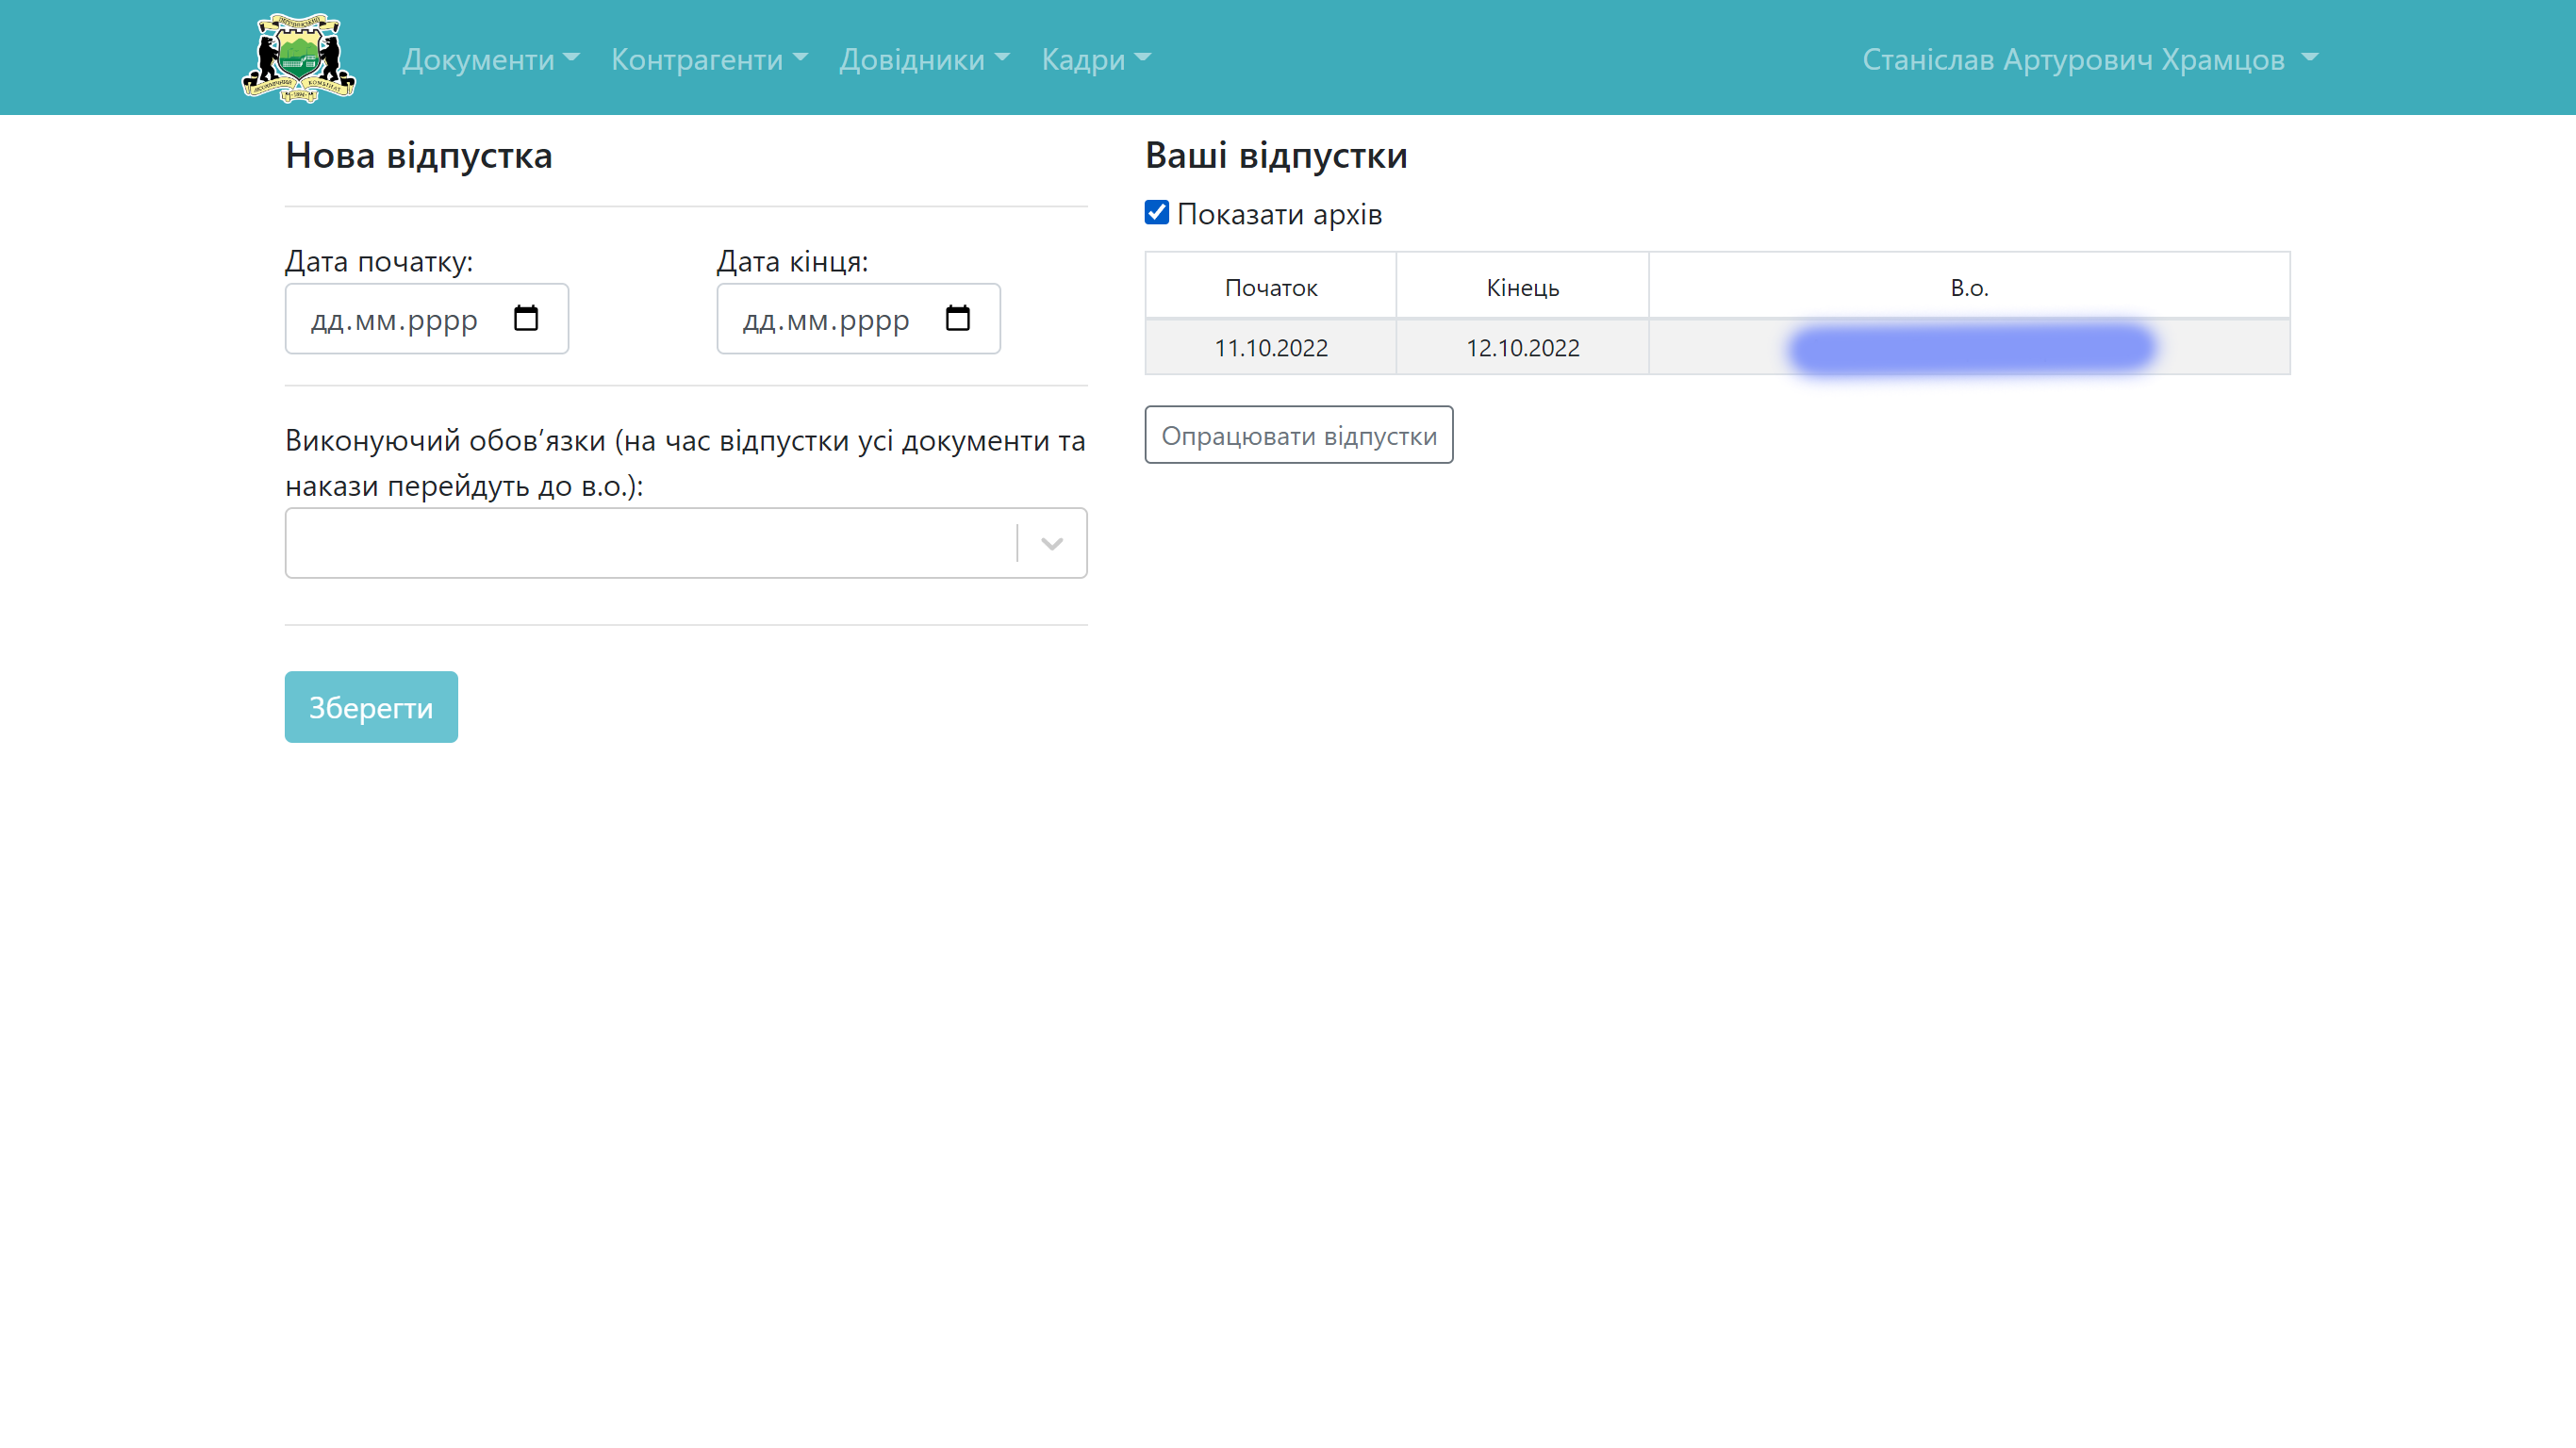 Документи Контрагенти Довідники Кадри Станіслав Артурович Храмцов
Нова відпустка
Дата початку: Дата кінця:
дд.мм.рррр дд.мм.рррр
Виконуючий обов’язки (на час відпустки усі документи та
накази перейдуть до в.о.):
Зберегти
Ваші відпустки
Показати архів
Початок Кінець В.о.
11.10.2022 12.10.2022
Опрацювати відпустки